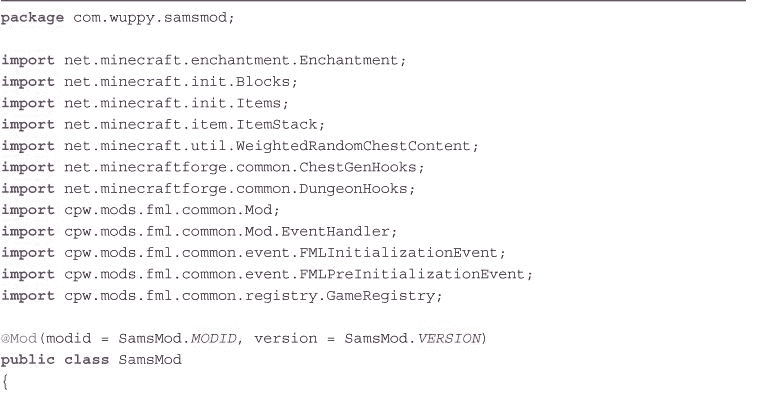 package com.wuppy.samsmod;
import net.minecraft.enchantment.Enchantment;
import net.minecraft.init.Blocks;
import net.minecraft.init.Items;
import net.minecraft.item.ItemStack;
import net.minecraft.util.WeightedRandomChestContent;
import net.minecraftforge.common.ChestGenHooks;
import net.minecraftforge.common.DungeonHooks;
import cpw.mods.fml.common.Mod;
import cpw.mods.fml.common.Mod.EventHandler;
import cpw.mods.fml.common.event.FMLInitializationEvent;
import cpw.mods.fml.common.event.FMLPreInitializationEvent;
import cpw.mods.fml.common.registry.GameRegistry;
@Mod(modid = SamsMod.MODID, version = SamsMod.VERSION)
public class SamsMod
{